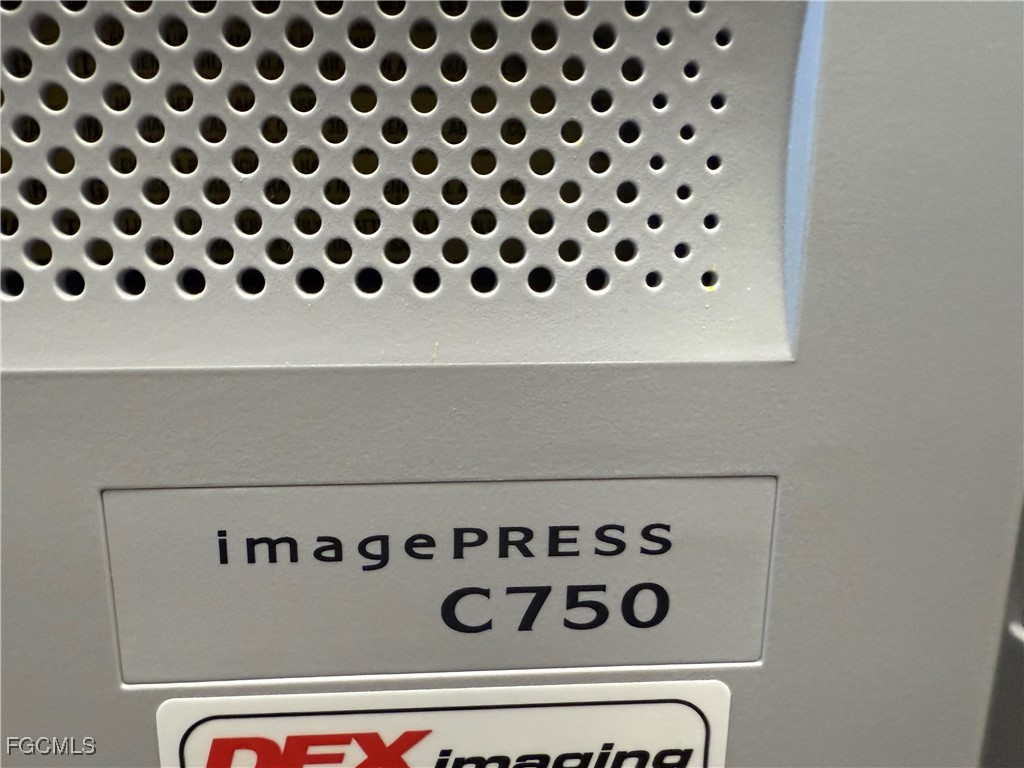 imagePRESS
C750
DEX imaging
FGCMLS